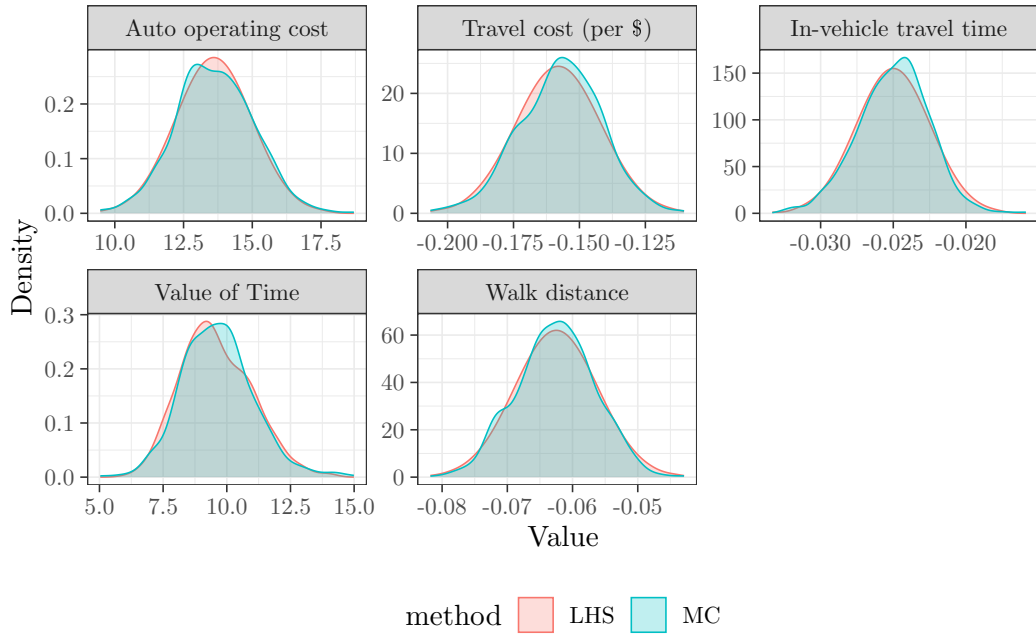 Auto operating cost
Travel cost (per $)
In-vehicle travel time
0.2
0.1
0.0
10.0 12.5 15.0 17.5
20
10
0
-0.200 -0.175 -0.150 -0.125
150
100
50
0
-0.030 -0.025 -0.020
Density
Value of Time
Walk distance
0.3
0.2
0.1
0.0
5.0 7.5 10.0 12.5 15.0
60
40
20
0
-0.08 -0.07 -0.06 -0.05
Value
method LHS MC